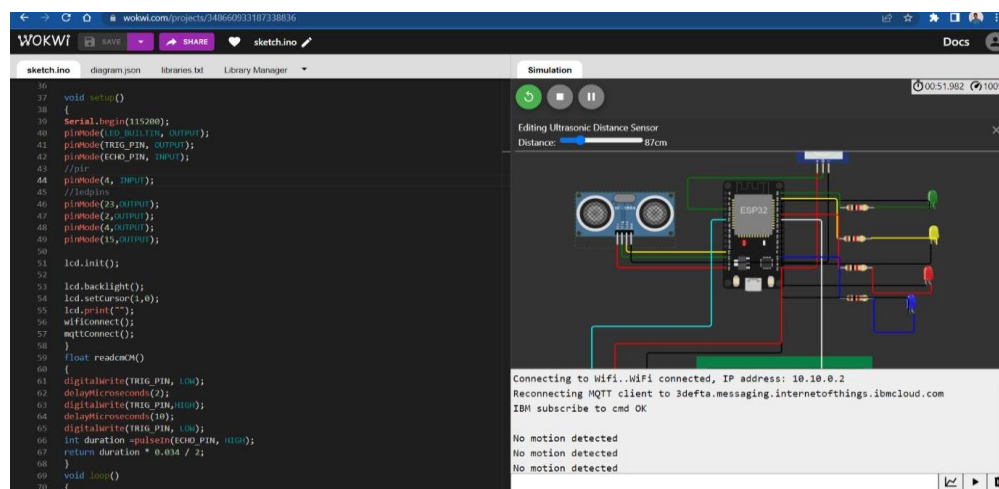 wokwi.com/projects/348660933187338836
WOKWi SAVE SHARE sketch.ino Docs
sketch.ino diagram.json libraries.txt Library Manager
36
37 void setup()
38 {
39 Serial.begin(115200);
40 pinMode(LED_BUILTIN, OUTPUT);
41 pinMode(TRIG_PIN, OUTPUT);
42 pinMode(ECHO_PIN, INPUT);
43 //pir
44 pinMode(4, INPUT);
45 //ledpins
46 pinMode(23,OUTPUT);
47 pinMode(2,OUTPUT);
48 pinMode(4,OUTPUT);
49 pinMode(15,OUTPUT);
50
51 lcd.init();
52
53 lcd.backlight();
54 lcd.setCursor(1,0);
55 lcd.print("");
56 wifiConnect();
57 mqttConnect();
58 }
59 float readcmCM()
60 {
61 digitalWrite(TRIG_PIN, LOW);
62 delayMicroseconds(2);
63 digitalWrite(TRIG_PIN,HIGH);
64 delayMicroseconds(10);
65 digitalWrite(TRIG_PIN, LOW);
66 int duration =pulseIn(ECHO_PIN, HIGH);
67 return duration * 0.034 / 2;
68 }
69 void loop()
70 {
Simulation
00:51.982 100%
Editing Ultrasonic Distance Sensor
Distance: 87cm
ESP32
Connecting to Wifi..WiFi connected, IP address: 10.10.0.2
Reconnecting MQTT client to 3defta.messaging.internetofthings.ibmcloud.com
IBM subscribe to cmd OK
No motion detected
No motion detected
No motion detected